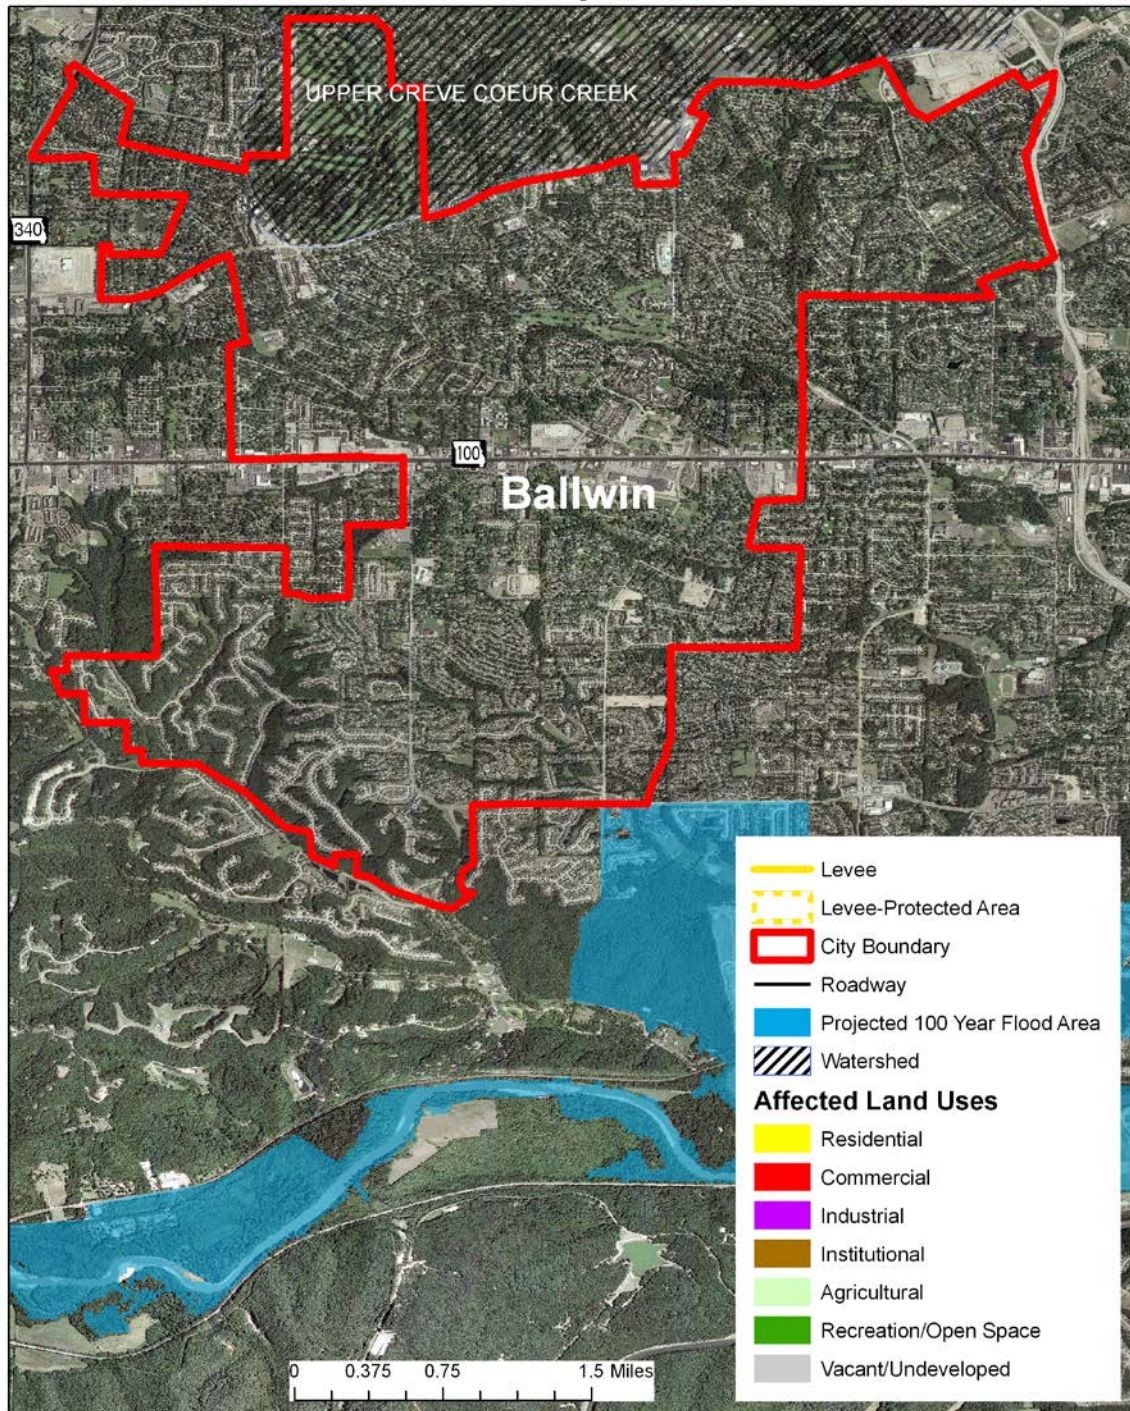 UPPER CREVE COEUR CREEK
340
100
Ballwin
Levee
Levee-Protected Area
City Boundary
Roadway
Projected 100 Year Flood Area
Watershed
Affected Land Uses
Residential
Commercial
Industrial
Institutional
Agricultural
Recreation/Open Space
Vacant/Undeveloped
0 0.375 0.75 1.5 Miles